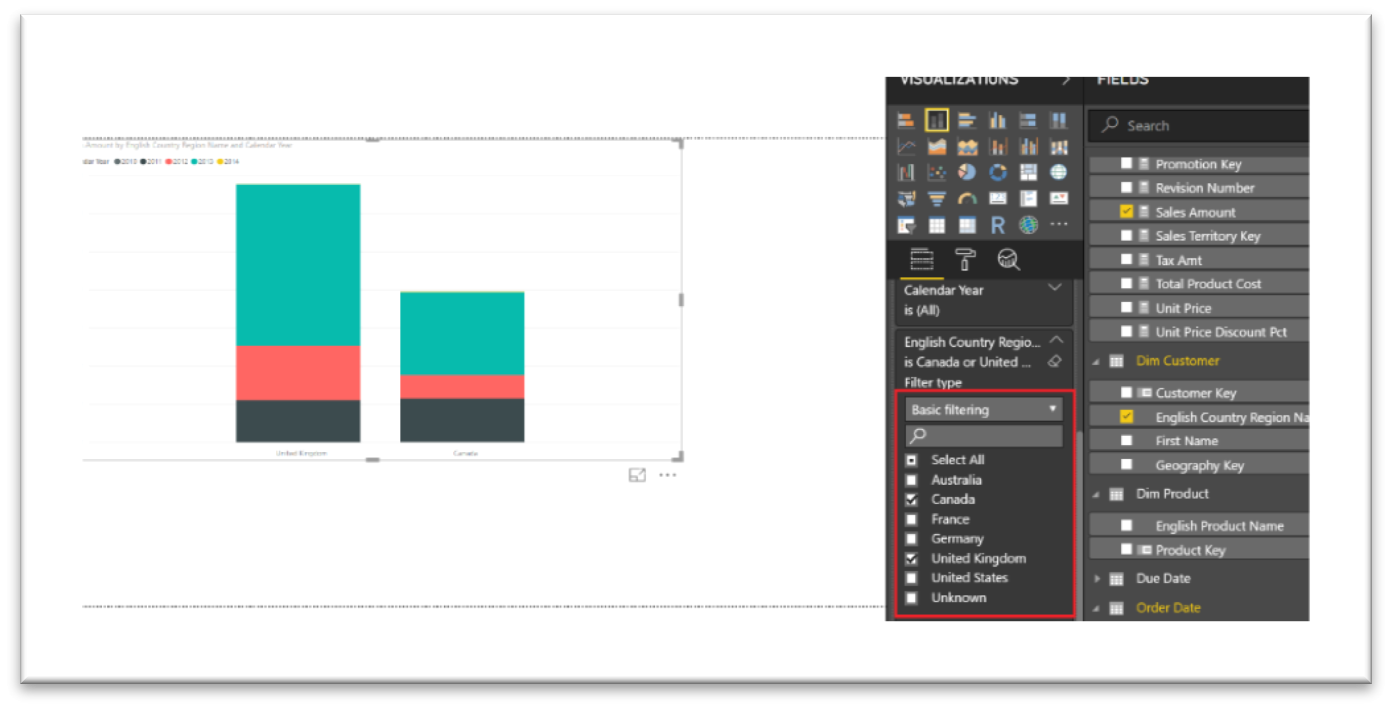 Amount by English Country Region Name and Calendar Year
dar Year 2010 2011 2012 2013 2014
United Kingdom
Canada
VISUALIZATIONS
R
Calendar Year
is (All)
English Country Regio...
is Canada or United ...
Filter type
Basic filtering
Select All
Australia
Canada
France
Germany
United Kingdom
United States
Unknown
FIELDS
Search
Promotion Key
Revision Number
Sales Amount
Sales Territory Key
Tax Amt
Total Product Cost
Unit Price
Unit Price Discount Pct
Dim Customer
Customer Key
English Country Region Na
First Name
Geography Key
Dim Product
English Product Name
Product Key
Due Date
Order Date